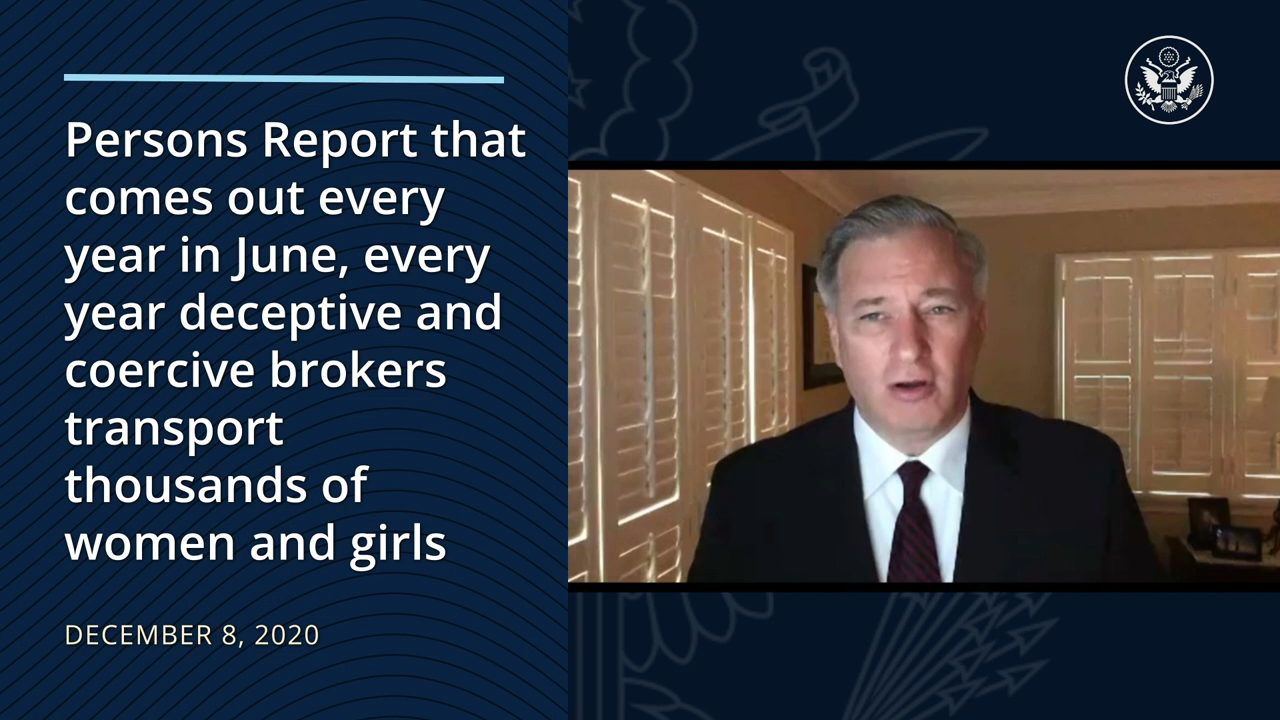 Persons Report that
comes out every
year in June, every
year deceptive and
coercive brokers
transport
thousands of
women and girls
DECEMBER 8, 2020